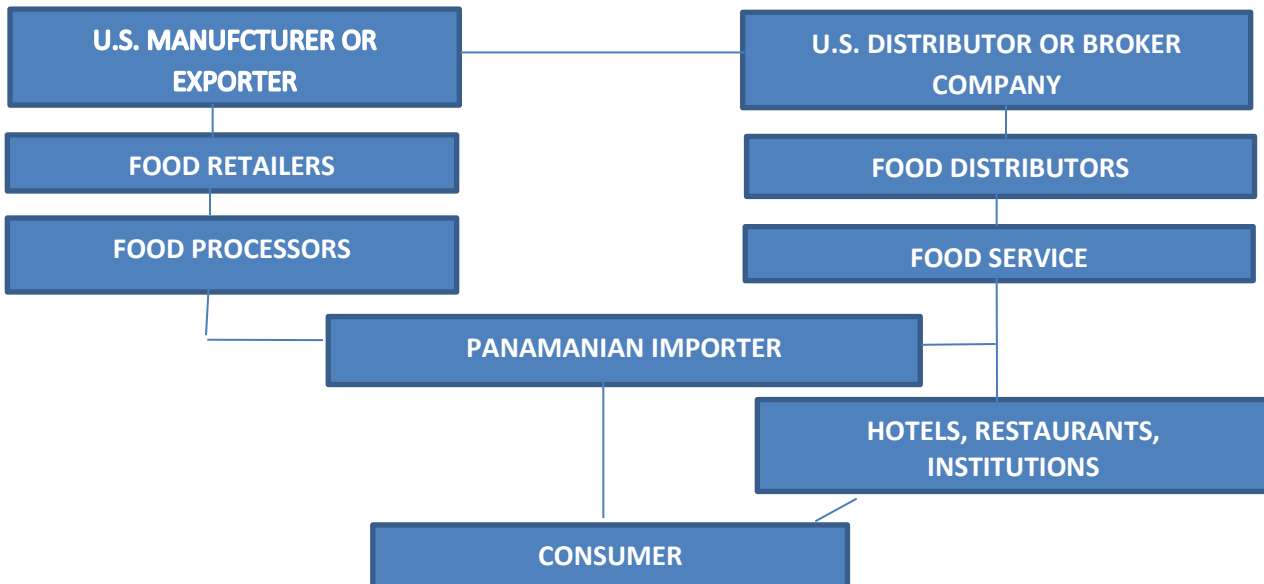 U.S. MANUFCTURER OR
EXPORTER
U.S. DISTRIBUTOR OR BROKER
COMPANY
FOOD RETAILERS
FOOD DISTRIBUTORS
FOOD PROCESSORS
FOOD SERVICE
PANAMANIAN IMPORTER
HOTELS, RESTAURANTS,
INSTITUTIONS
CONSUMER